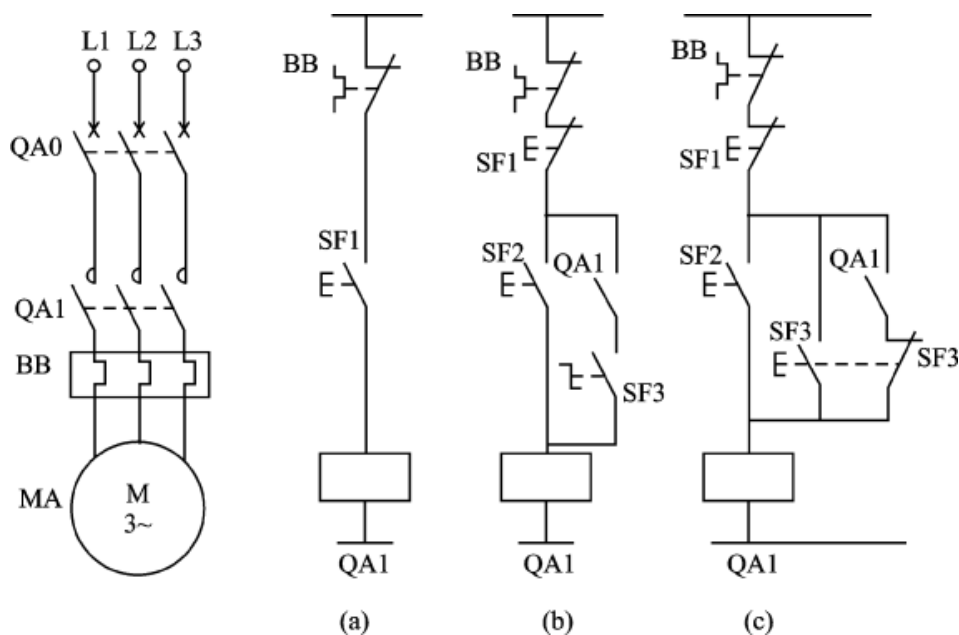 L1 L2 L3
QA0
QA1
BB
MA
M
3~
BB
SF1
QA1
(a)
BB
SF1
SF2
QA1
SF3
QA1
(b)
BB
SF1
SF2
QA1
SF3
SF3
QA1
(c)